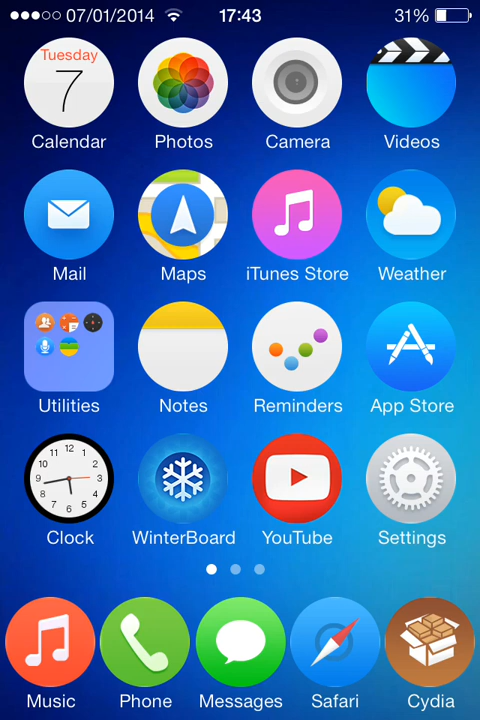 07/01/2014 17:43 31%
Tuesday
7
Calendar Photos Camera Videos
Mail Maps iTunes Store Weather
Utilities Notes Reminders App Store
12
11 1
10 2
9 3
8 4
7 5
6
Clock WinterBoard YouTube Settings
Music Phone Messages Safari Cydia